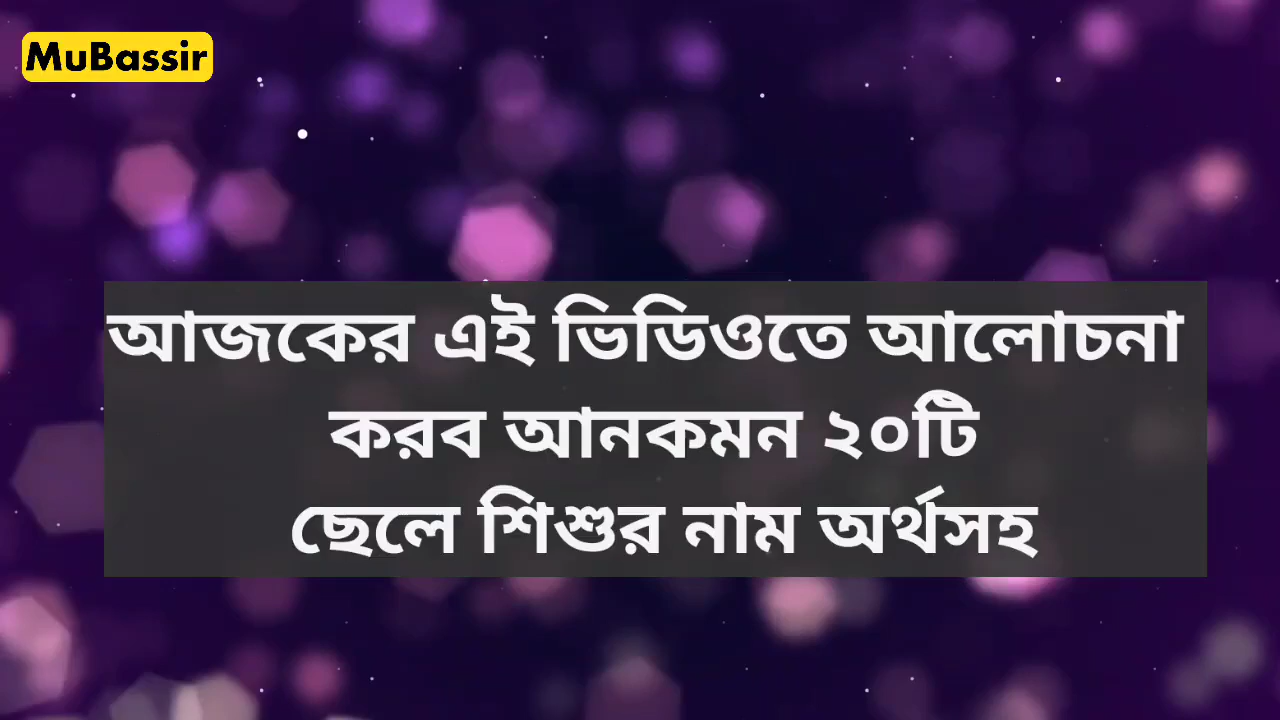 MuBassir
আজকের এই ভিডিওতে আলোচনা
করব আনকমন ২০টি
ছেলে শিশুর নাম অর্থসহ